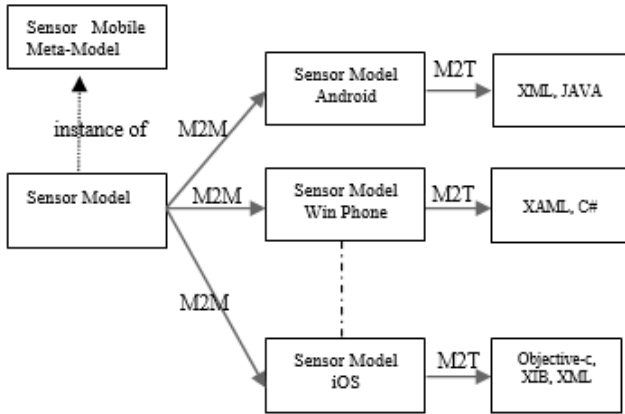 Sensor Mobile
Meta-Model
instance of
Sensor Model
M2M
M2M
M2M
Sensor Model
Android
M2T
XML, JAVA
Sensor Model
Win Phone
M2T
XAML, C#
Sensor Model
iOS
M2T
Objective-c,
XIB, XML